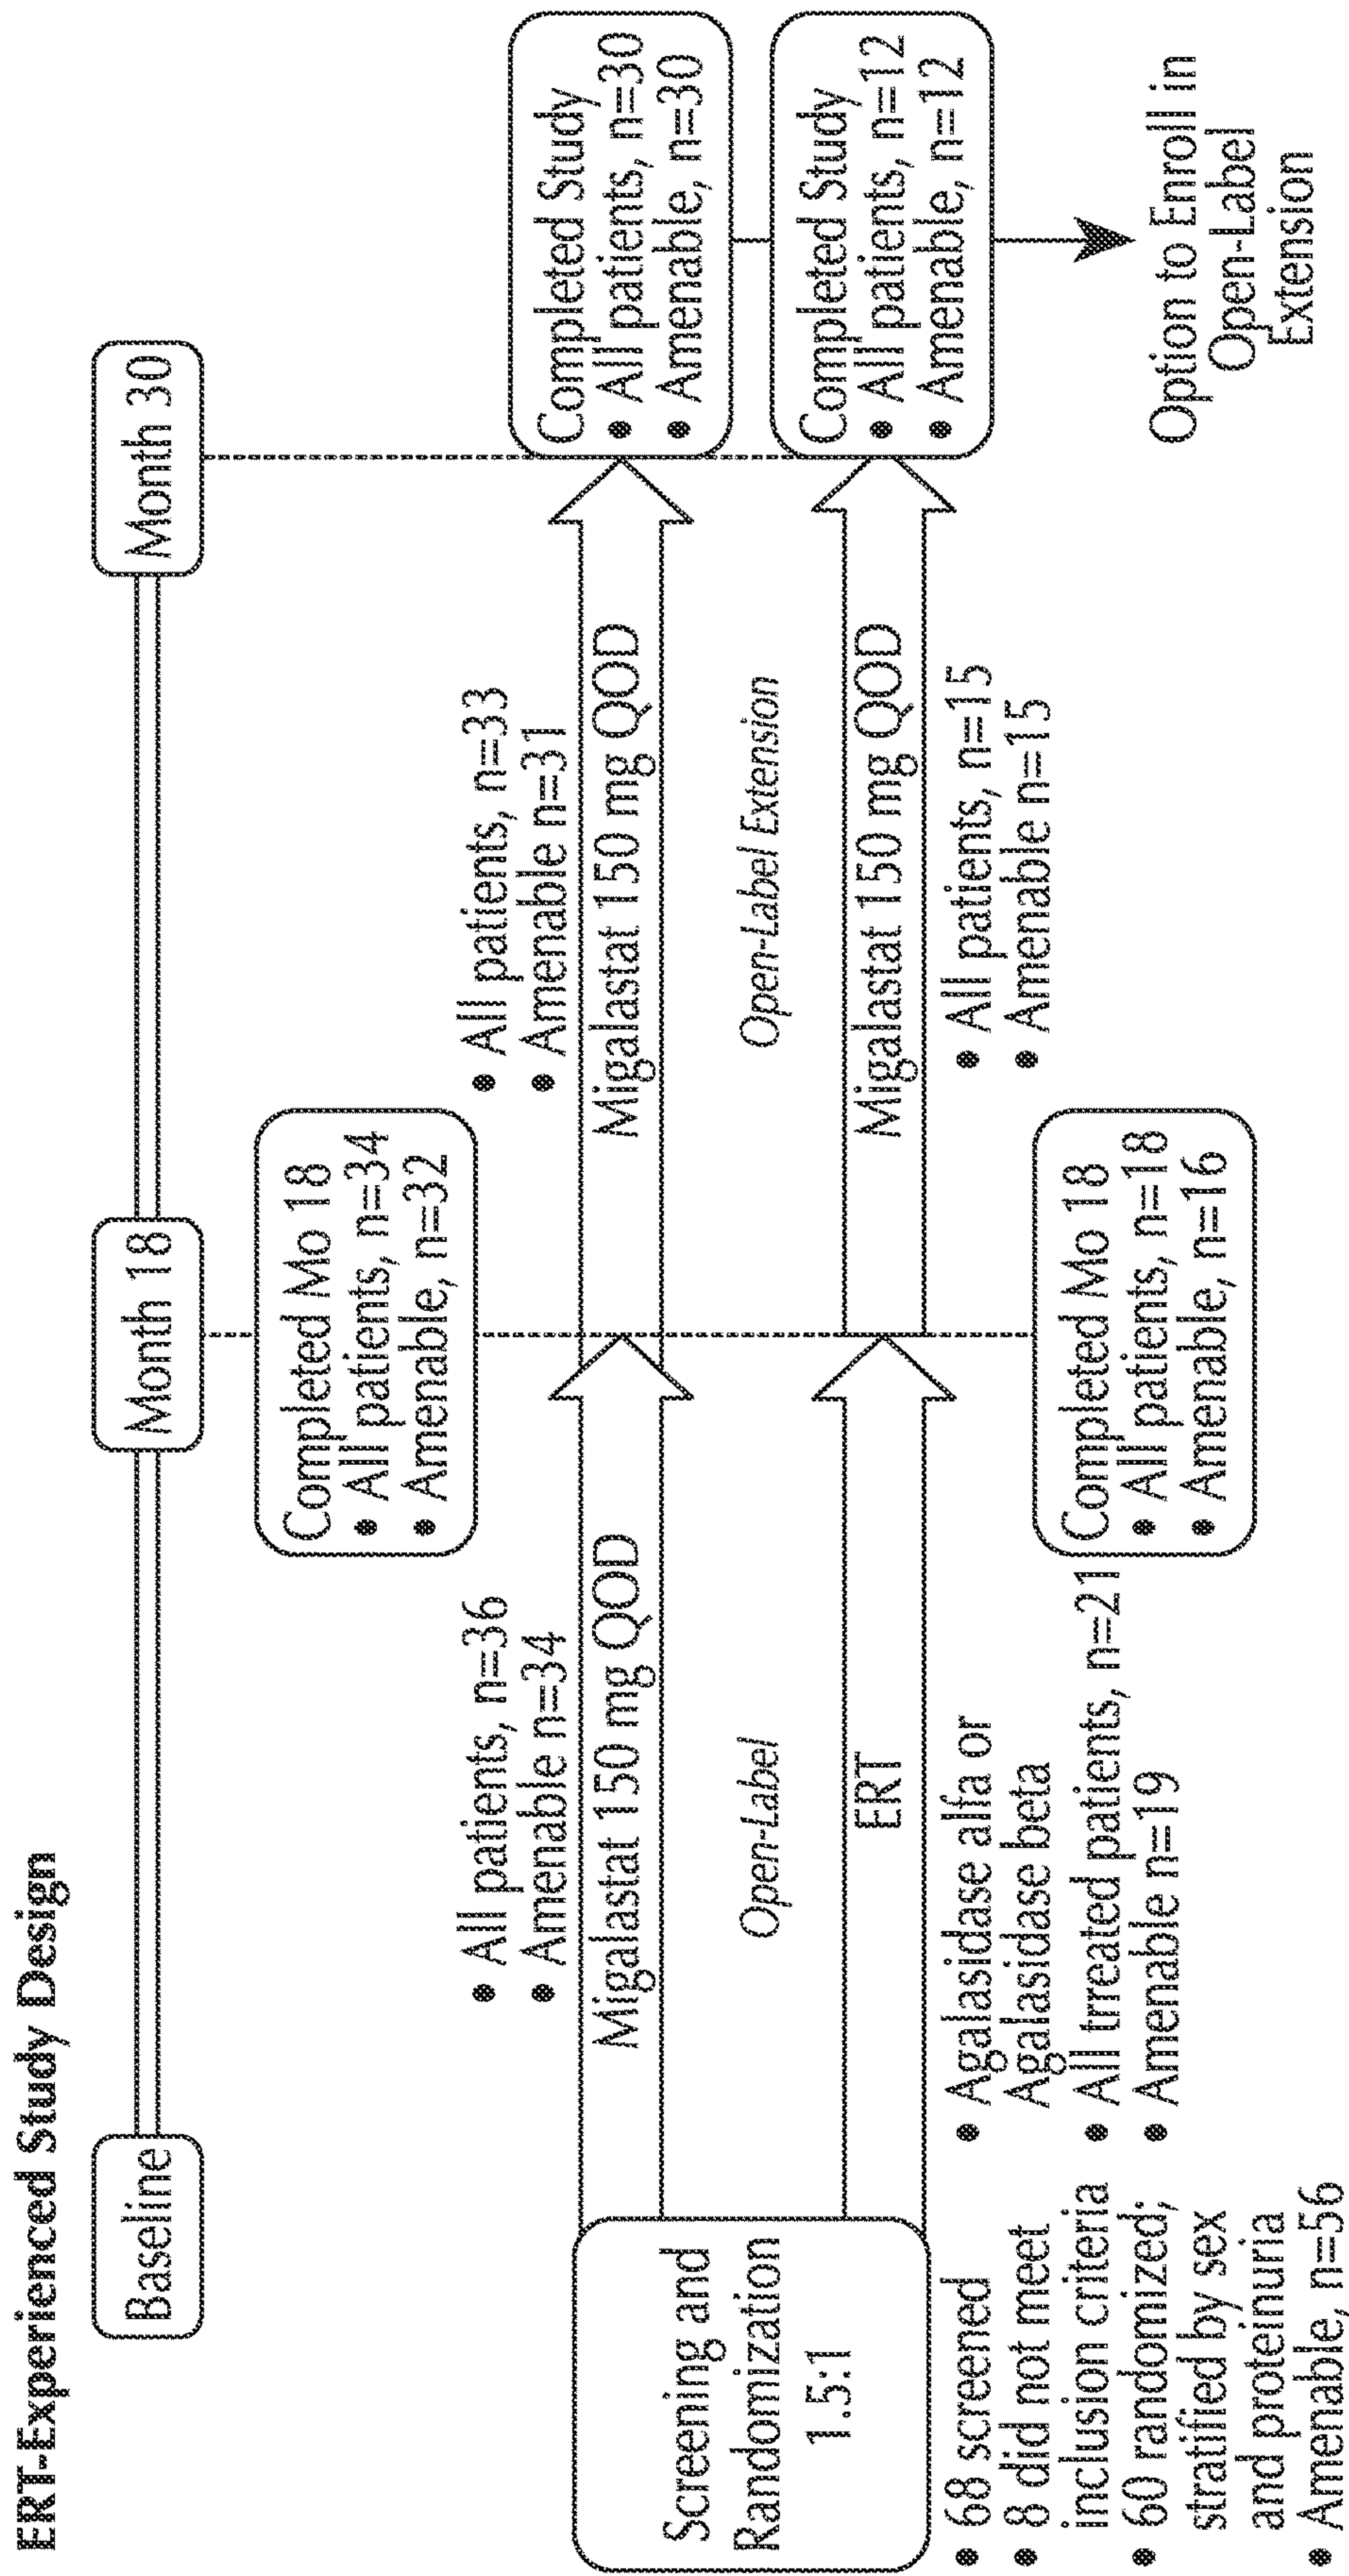 ERT-Experienced Study Design
Baseline
Month 18
Month 30
Completed Mo 18
• All patients, n=34
• Amenable, n=32
• All patients, n=36
• Amenable n=34
• All patients, n=33
• Amenable n=31
Migalastat 150 mg QOD
Migalastat 150 mg QOD
Completed Study
• All patients, n=30
• Amenable, n=30
Screening and
Randomization
1.5:1
Open-Label
Open-Label Extension
ERT
Migalastat 150 mg QOD
Completed Study
• All patients, n=12
• Amenable, n=12
• 68 screened
• 8 did not meet
inclusion criteria
• 60 randomized;
stratified by sex
and proteinuria
• Amenable, n=56
• Agalasidase alfa or
Agalasidase beta
• All trreated patients, n=21
• Amenable n=19
Completed Mo 18
• All patients, n=18
• Amenable, n=16
• All patients, n=15
• Amenable n=15
Option to Enroll in
Open-Label
Extension